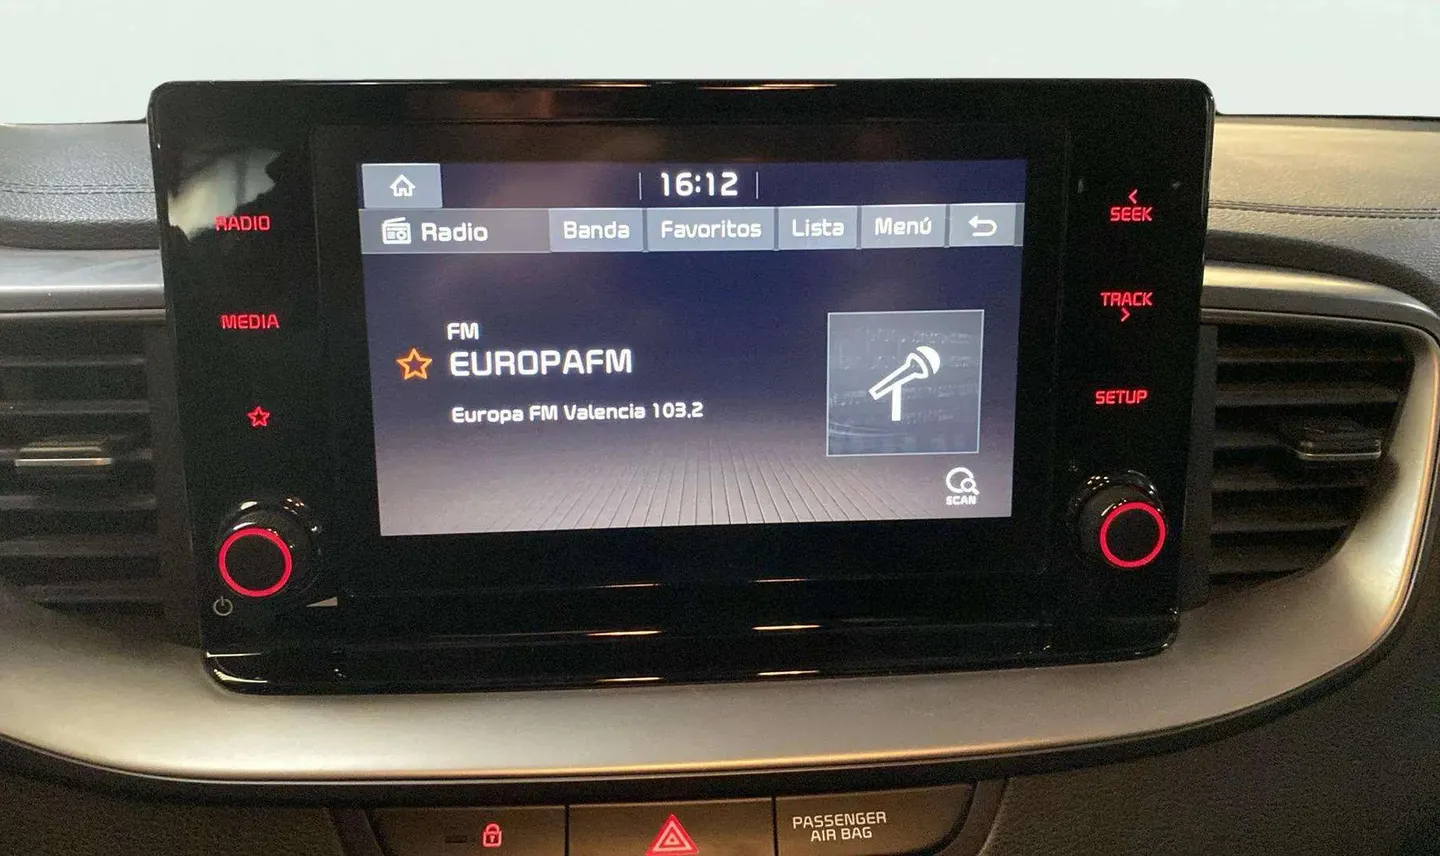 16:12
Radio
Banda
Favoritos
Lista
Menú
FM
EUROPAFM
Europa FM Valencia 103.2
SCAN
RADIO
MEDIA
SEEK
TRACK
SETUP
PASSENGER
AIR BAG